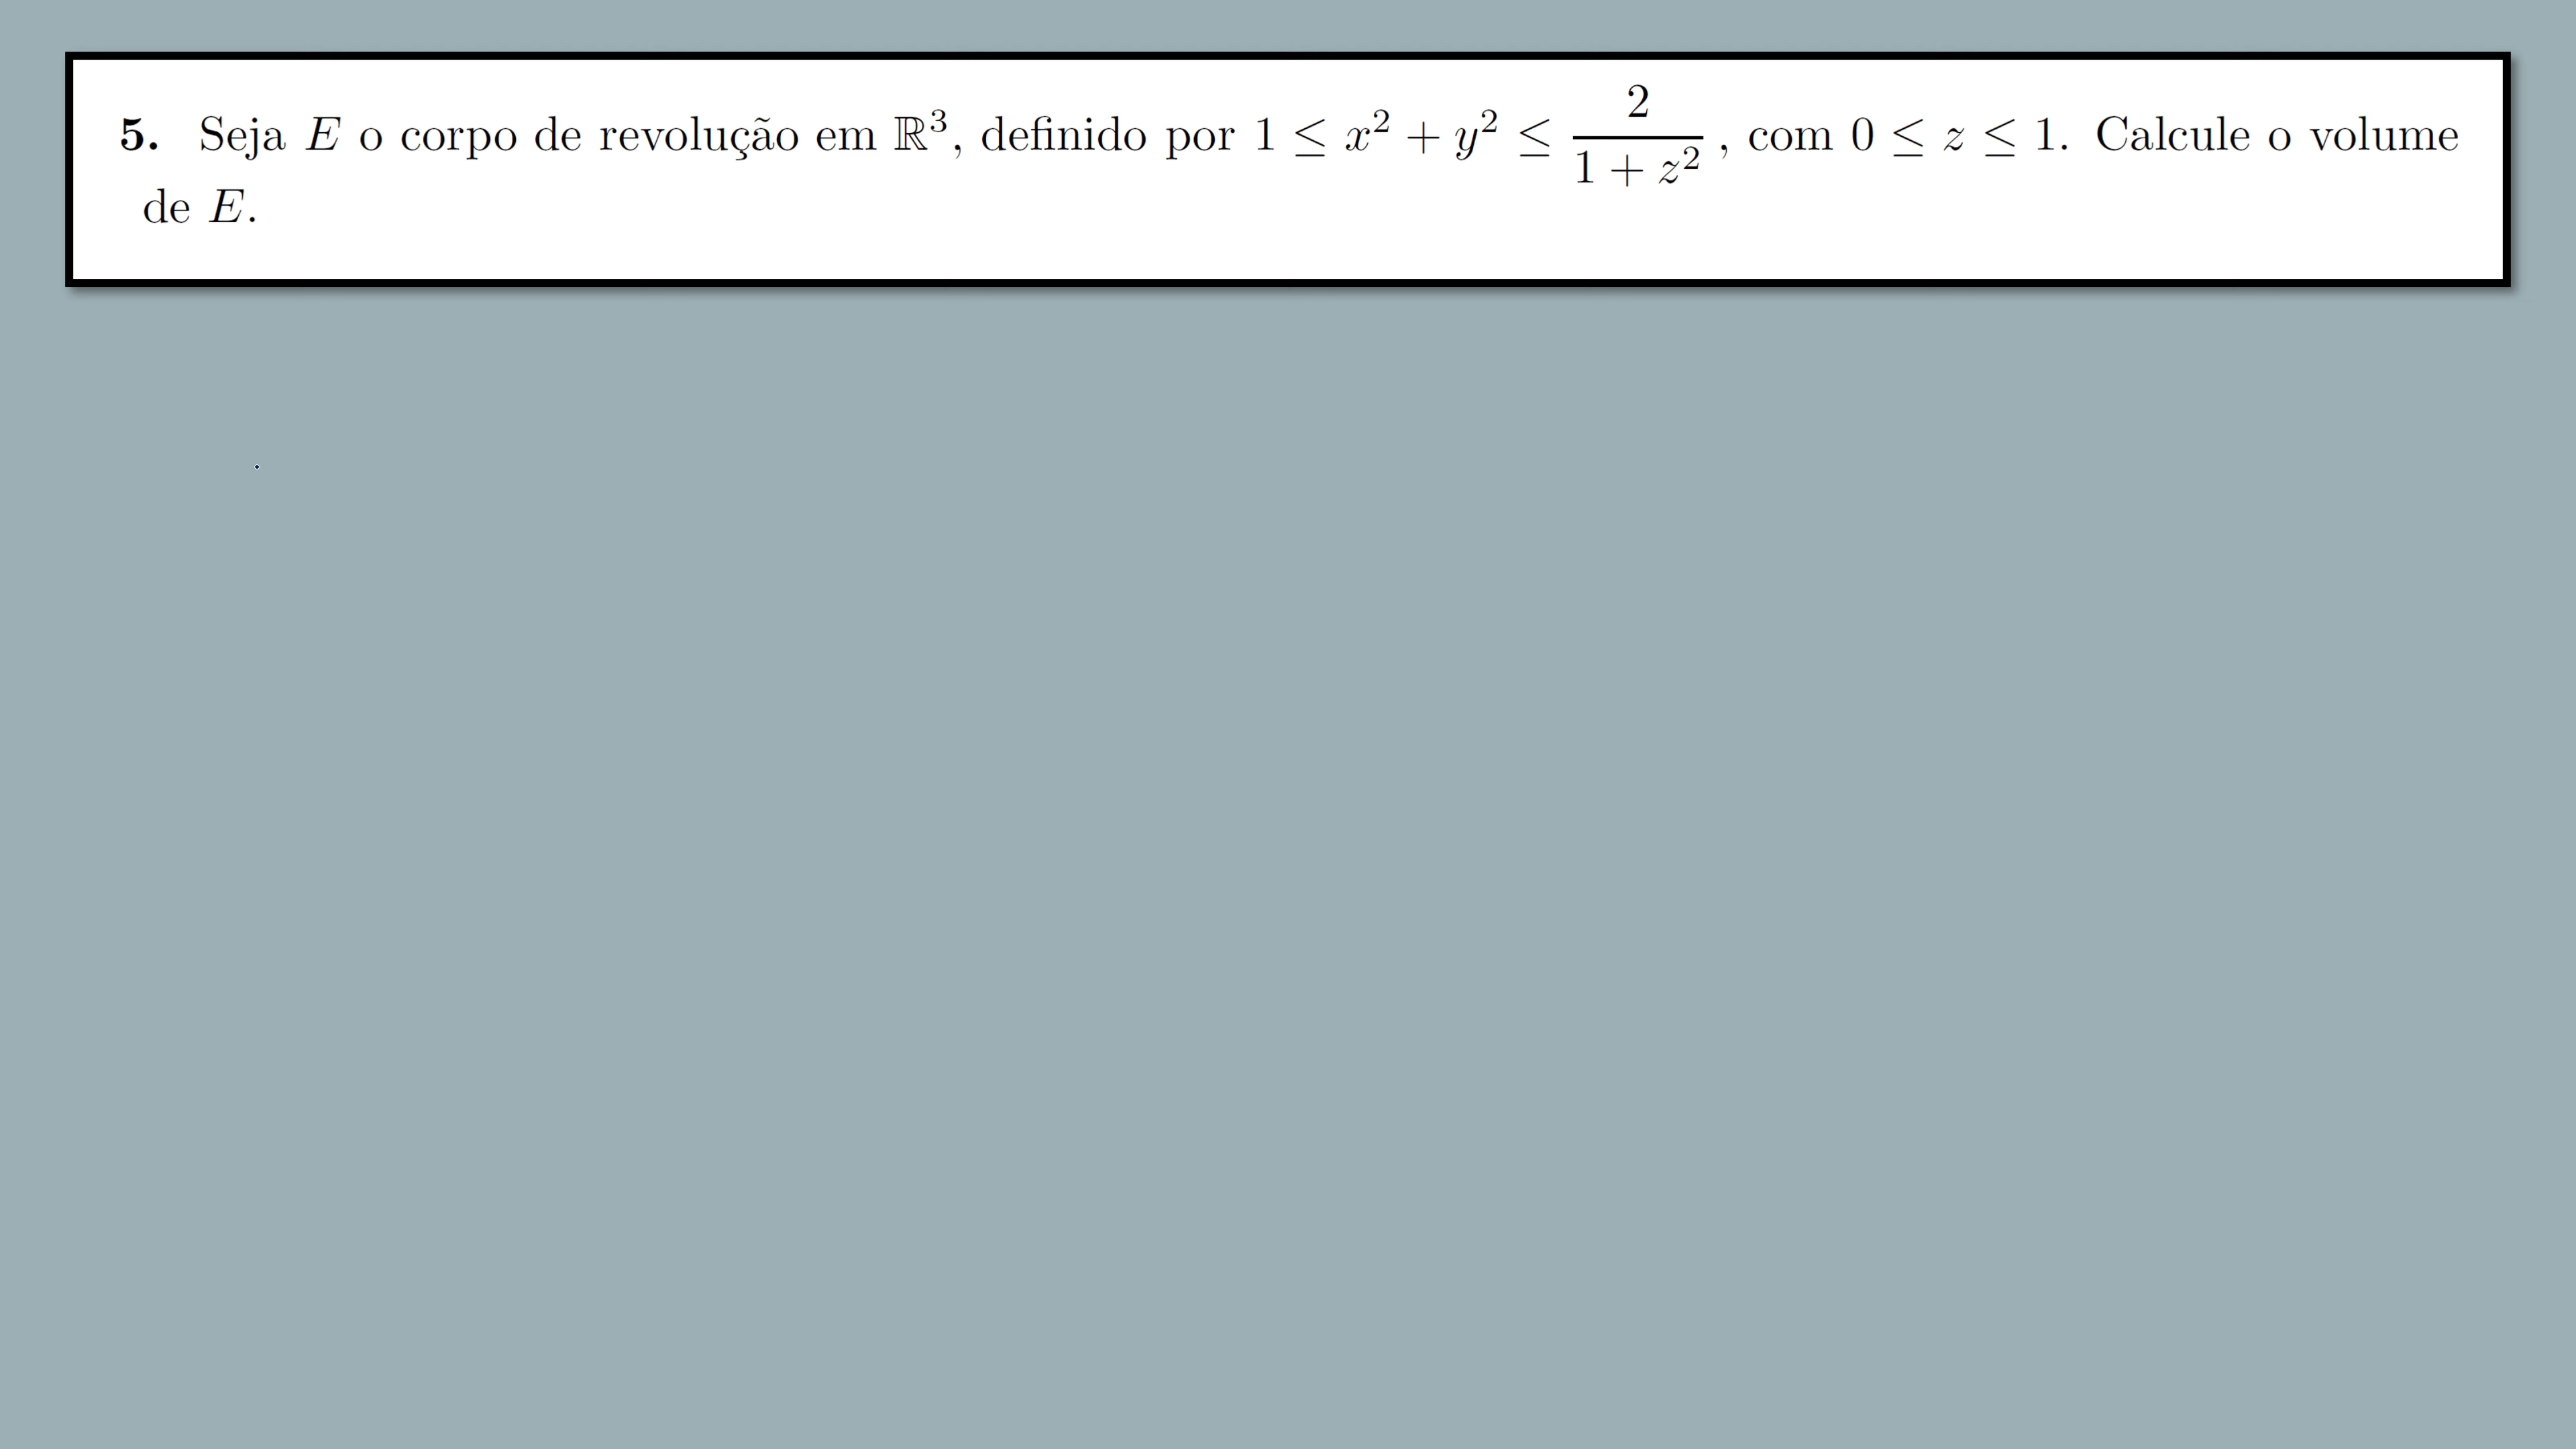 5. Seja E o corpo de revolução em ℝ³, definido por 1 ≤ x² + y² ≤ 2/(1 + z²), com 0 ≤ z ≤ 1. Calcule o volume
de E.